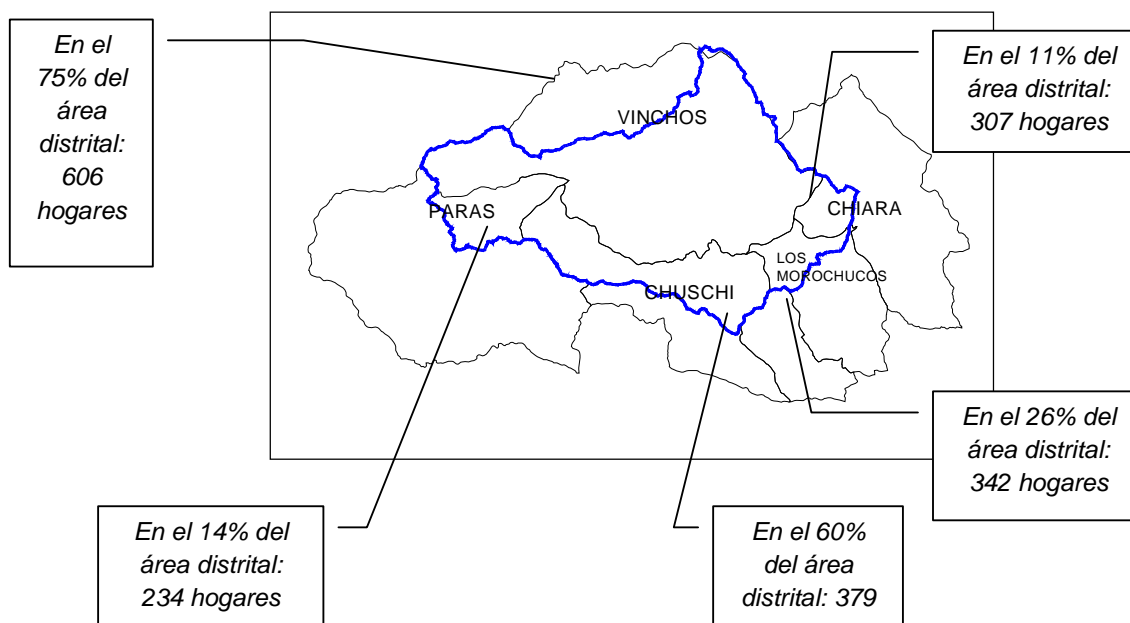 En el
75% del
área
distrital:
606
hogares
En el 11% del
área distrital:
307 hogares
VINCHOS
PARAS
CHIARA
LOS
MOROCHUCOS
CHUSCHI
En el 26% del
área distrital:
342 hogares
En el 14% del
área distrital:
234 hogares
En el 60%
del área
distrital: 379